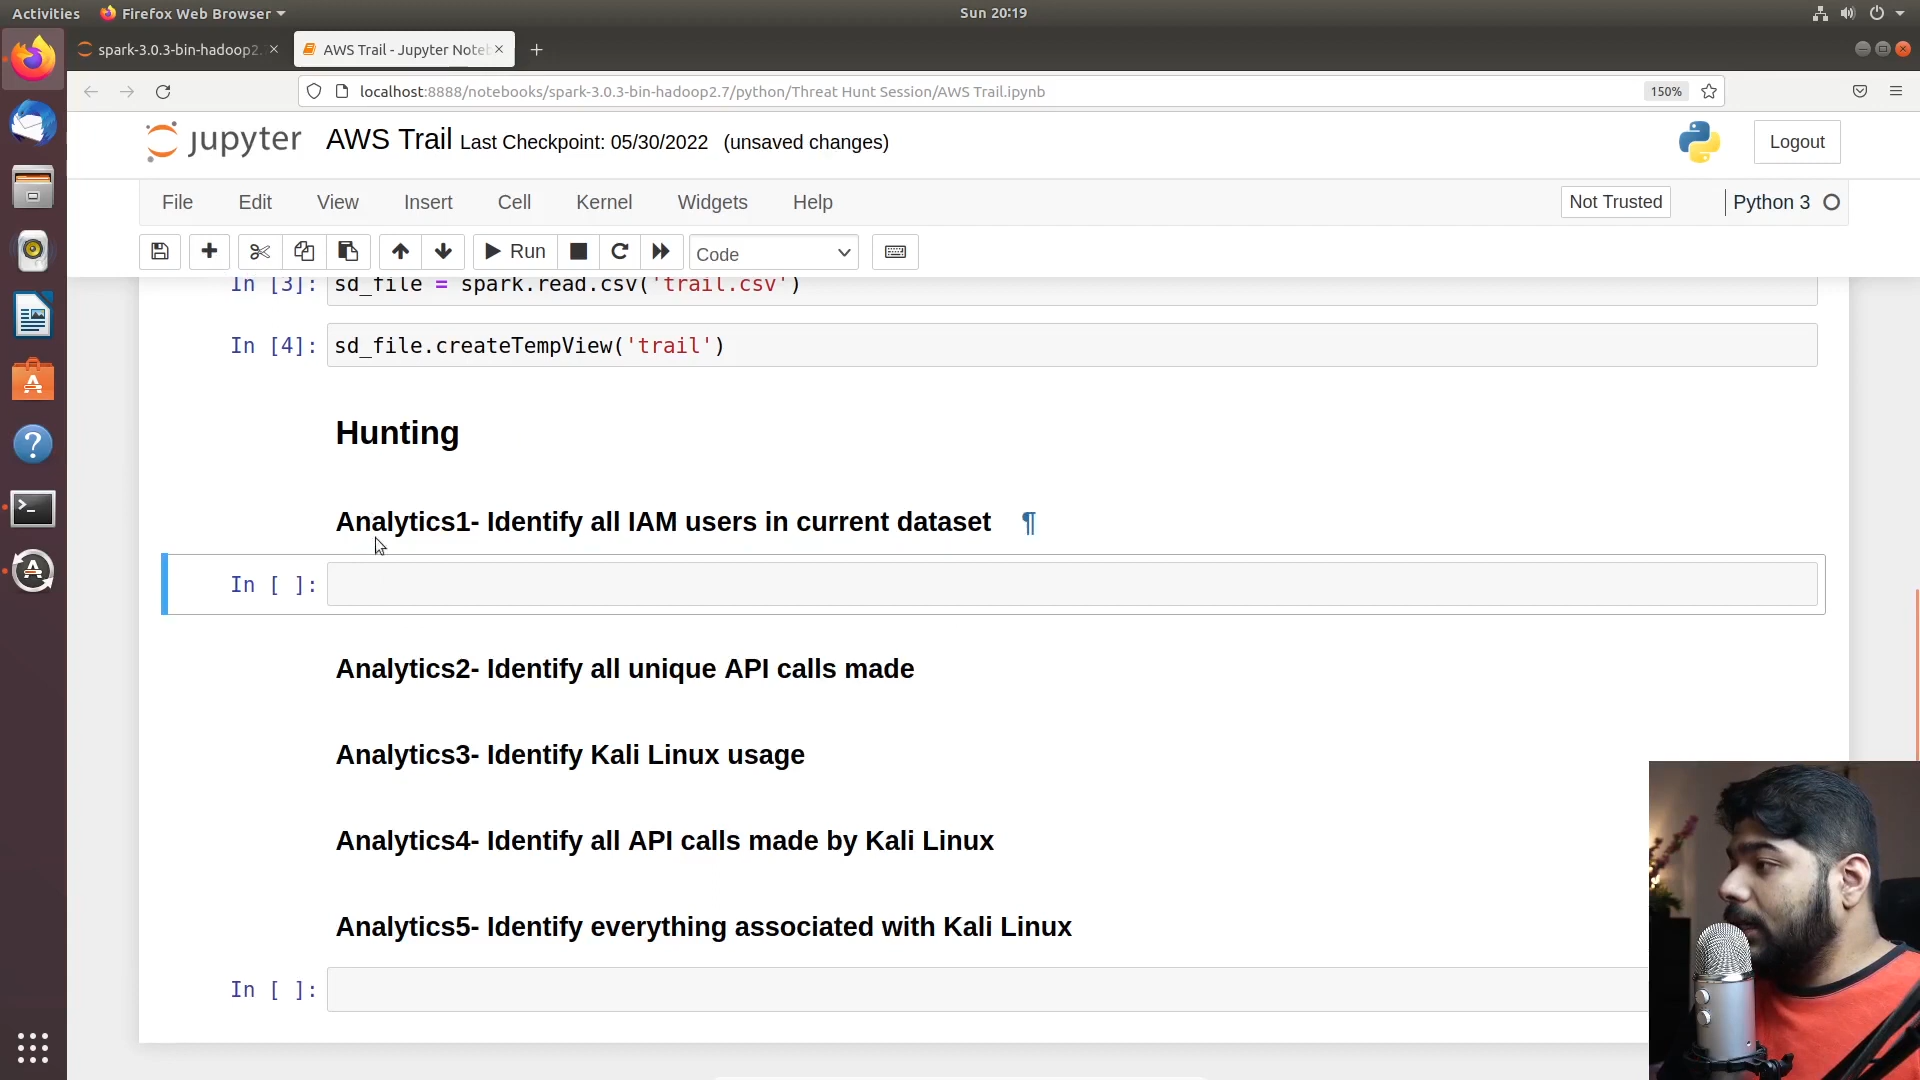 Activities Firefox Web Browser Sun 20:19
spark-3.0.3-bin-hadoop2. AWS Trail - Jupyter Noteb
localhost:8888/notebooks/spark-3.0.3-bin-hadoop2.7/python/Threat Hunt Session/AWS Trail.ipynb 150%
jupyter AWS Trail Last Checkpoint: 05/30/2022 (unsaved changes) Logout
File Edit View Insert Cell Kernel Widgets Help Not Trusted Python 3
Run Code
In [3]: sd_file = spark.read.csv('trail.csv')
In [4]: sd_file.createTempView('trail')
Hunting
Analytics1- Identify all IAM users in current dataset ¶
In [ ]:
Analytics2- Identify all unique API calls made
Analytics3- Identify Kali Linux usage
Analytics4- Identify all API calls made by Kali Linux
Analytics5- Identify everything associated with Kali Linux
In [ ]: